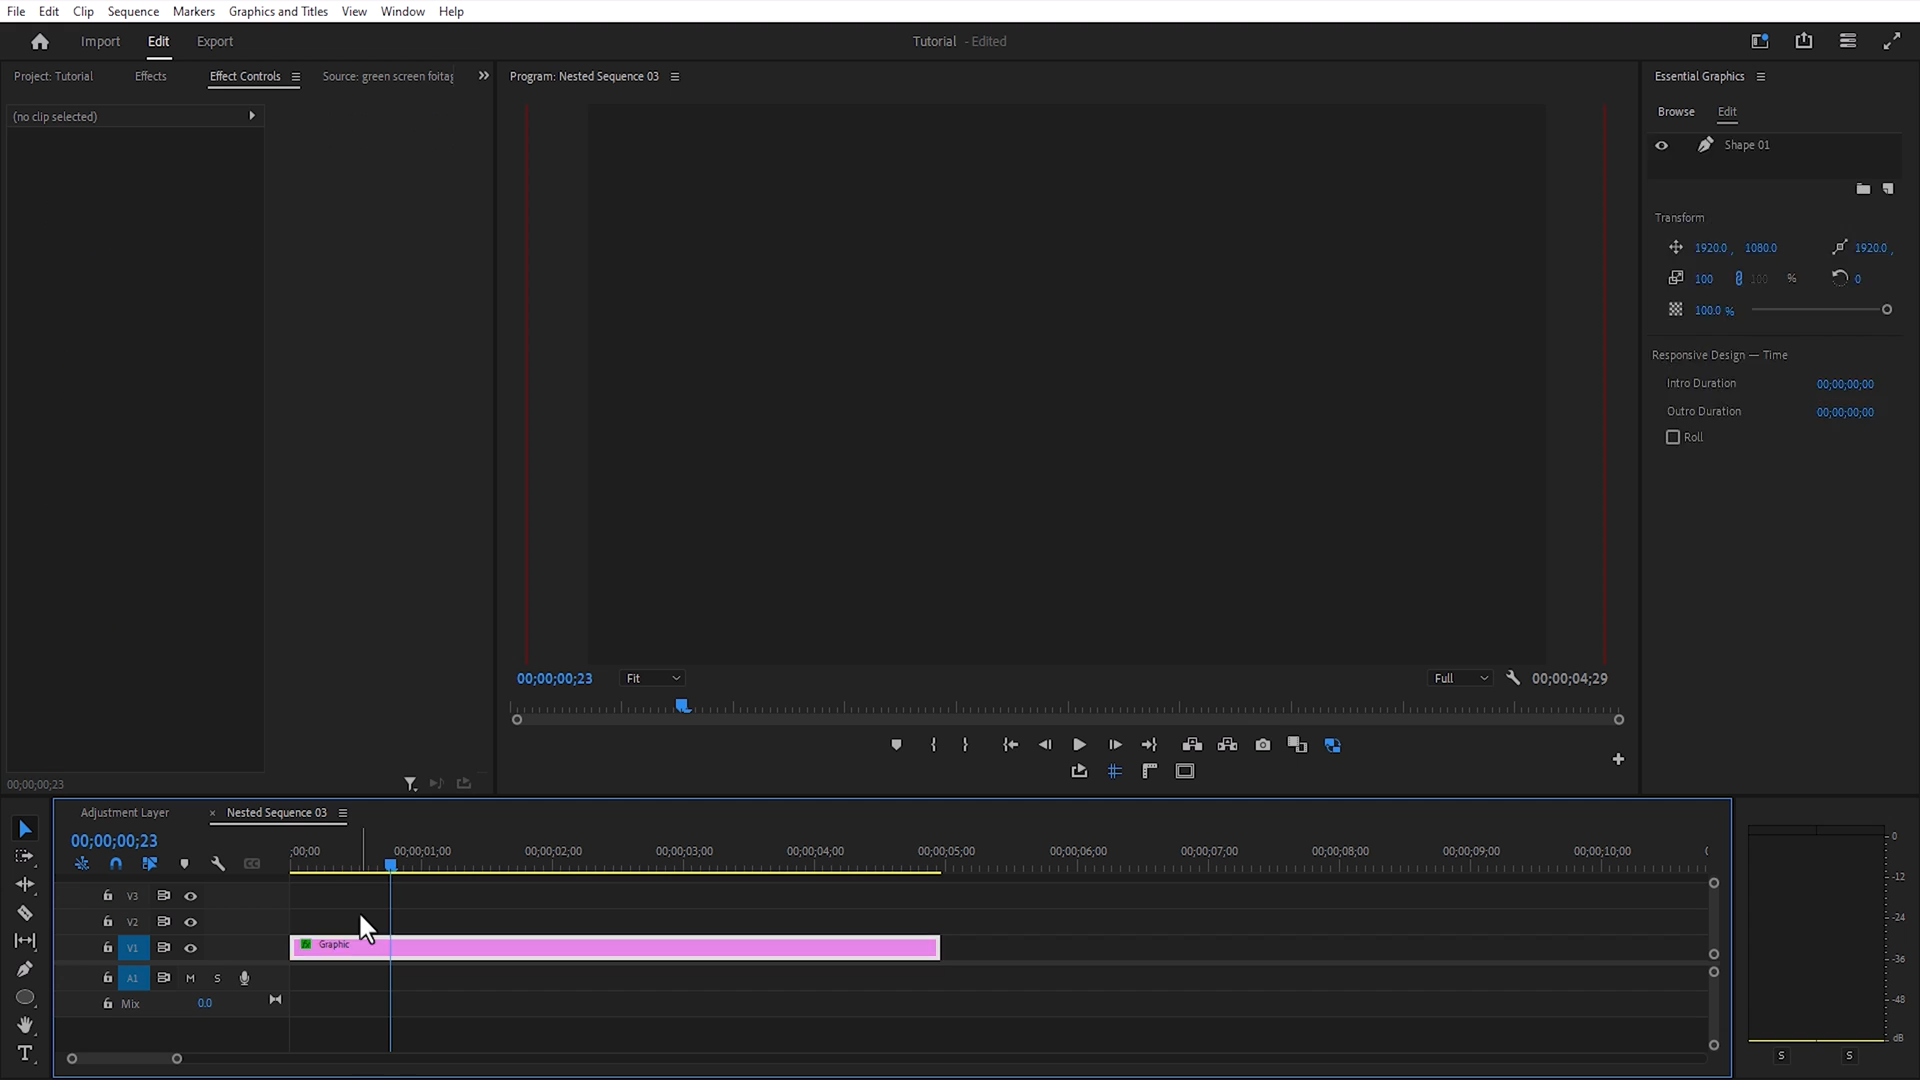 File Edit Clip Sequence Markers Graphics and Titles View Window Help
Import Edit Export Tutorial - Edited
Project: Tutorial Effects Effect Controls Source: green screen foitag Program: Nested Sequence 03 Essential Graphics
(no clip selected)
Browse Edit
Shape 01
Transform
1920.0 , 1080.0 1920.0 ,
100 100 % 0
100.0 %
Responsive Design — Time
Intro Duration 00;00;00;00
Outro Duration 00;00;00;00
Roll
00;00;00;23 Fit Full 00;00;04;29
00;00;00;23
Adjustment Layer × Nested Sequence 03
00;00;00;23
;00;00 00;00;01;00 00;00;02;00 00;00;03;00 00;00;04;00 00;00;05;00 00;00;06;00 00;00;07;00 00;00;08;00 00;00;09;00 00;00;10;00
CC
V3
V2
V1 fx Graphic
A1 M S
Mix 0.0
T
0
-12
-24
-36
-48
dB
S S